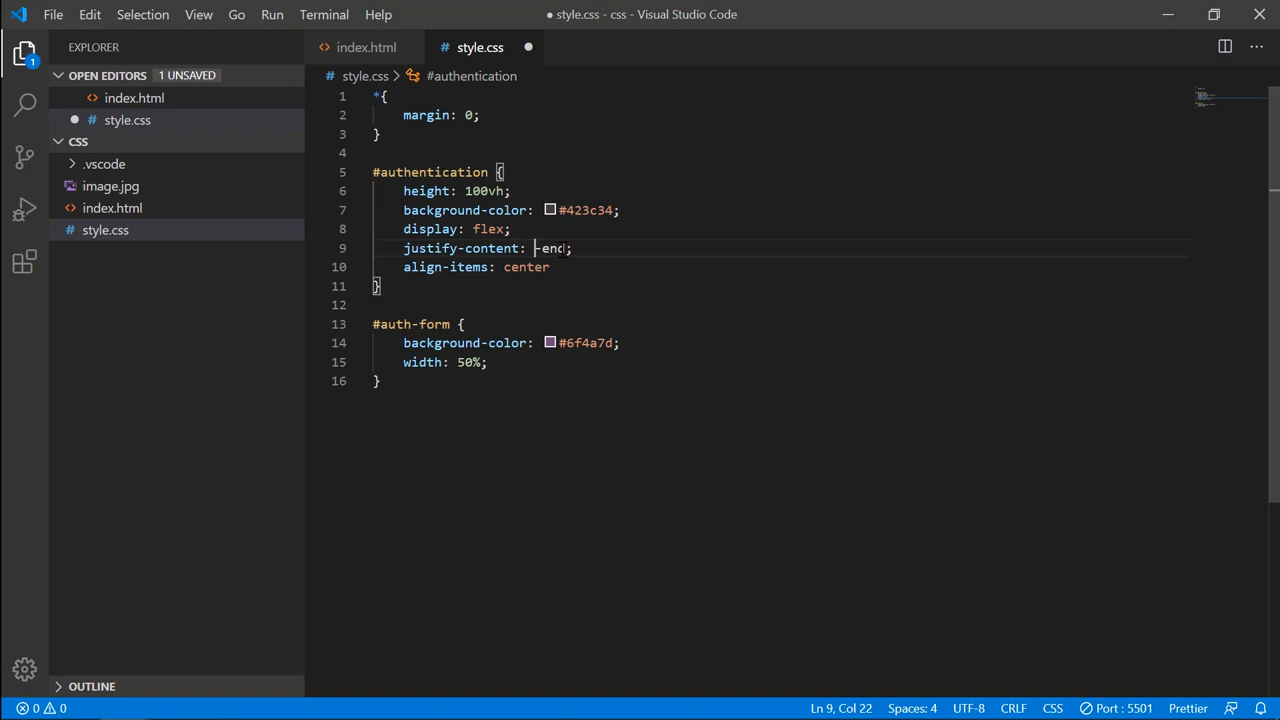 File Edit Selection View Go Run Terminal Help
● style.css - css - Visual Studio Code
EXPLORER
OPEN EDITORS 1 UNSAVED
<> index.html
● # style.css
CSS
> .vscode
image.jpg
<> index.html
# style.css
OUTLINE
1
<> index.html
# style.css ●
# style.css > #authentication
1 *{
2 margin: 0;
3 }
4
5 #authentication {
6 height: 100vh;
7 background-color: #423c34;
8 display: flex;
9 justify-content: -end;
10 align-items: center
11 }
12
13 #auth-form {
14 background-color: #6f4a7d;
15 width: 50%;
16 }
0 0
Ln 9, Col 22 Spaces: 4 UTF-8 CRLF CSS Port : 5501 Prettier